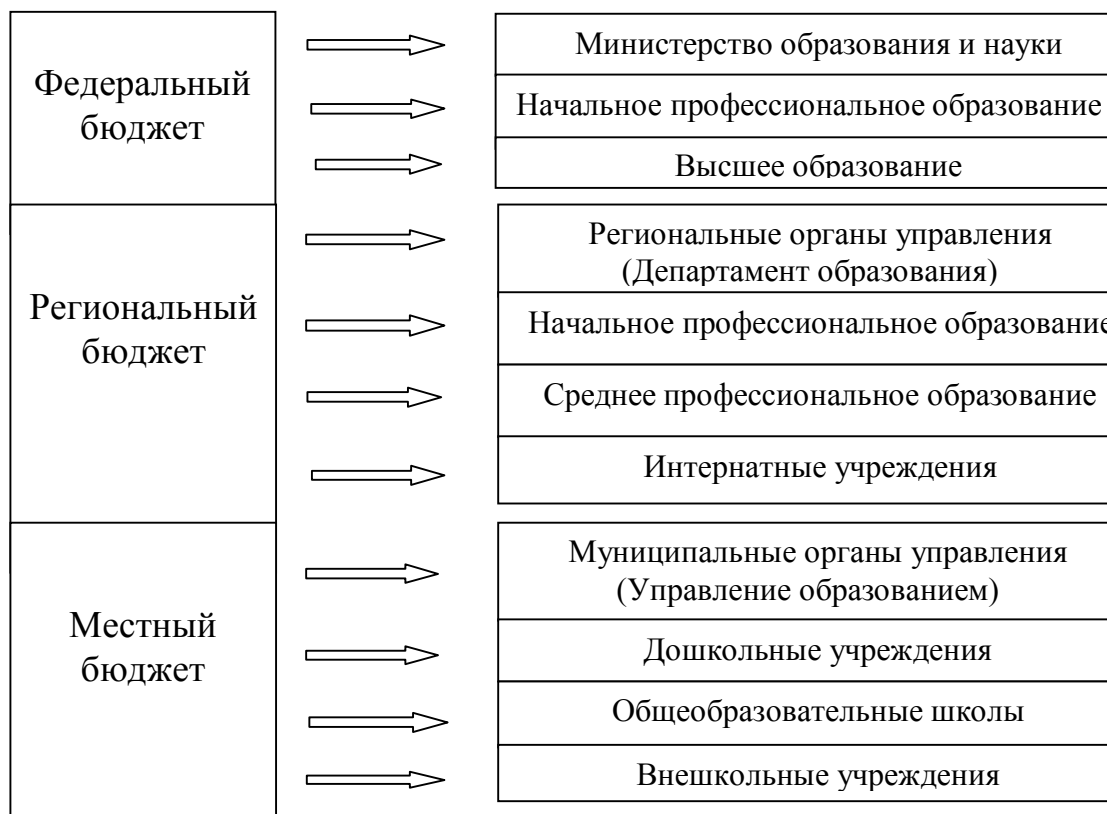 Федеральный
бюджет
Министерство образования и науки
Начальное профессиональное образование
Высшее образование
Региональный
бюджет
Региональные органы управления
(Департамент образования)
Начальное профессиональное образование
Среднее профессиональное образование
Интернатные учреждения
Местный
бюджет
Муниципальные органы управления
(Управление образованием)
Дошкольные учреждения
Общеобразовательные школы
Внешкольные учреждения